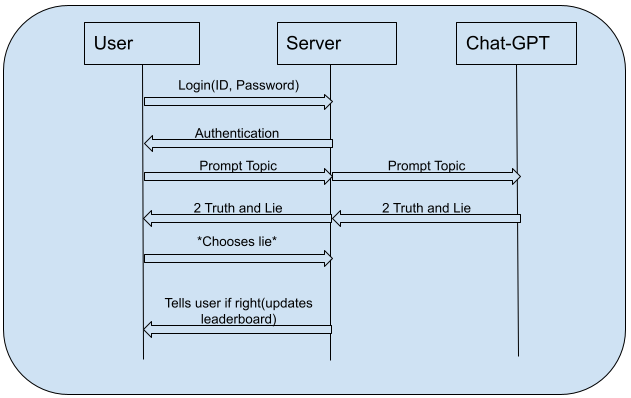 User
Server
Chat-GPT
Login(ID, Password)
Authentication
Prompt Topic
Prompt Topic
2 Truth and Lie
2 Truth and Lie
*Chooses lie*
Tells user if right(updates
leaderboard)